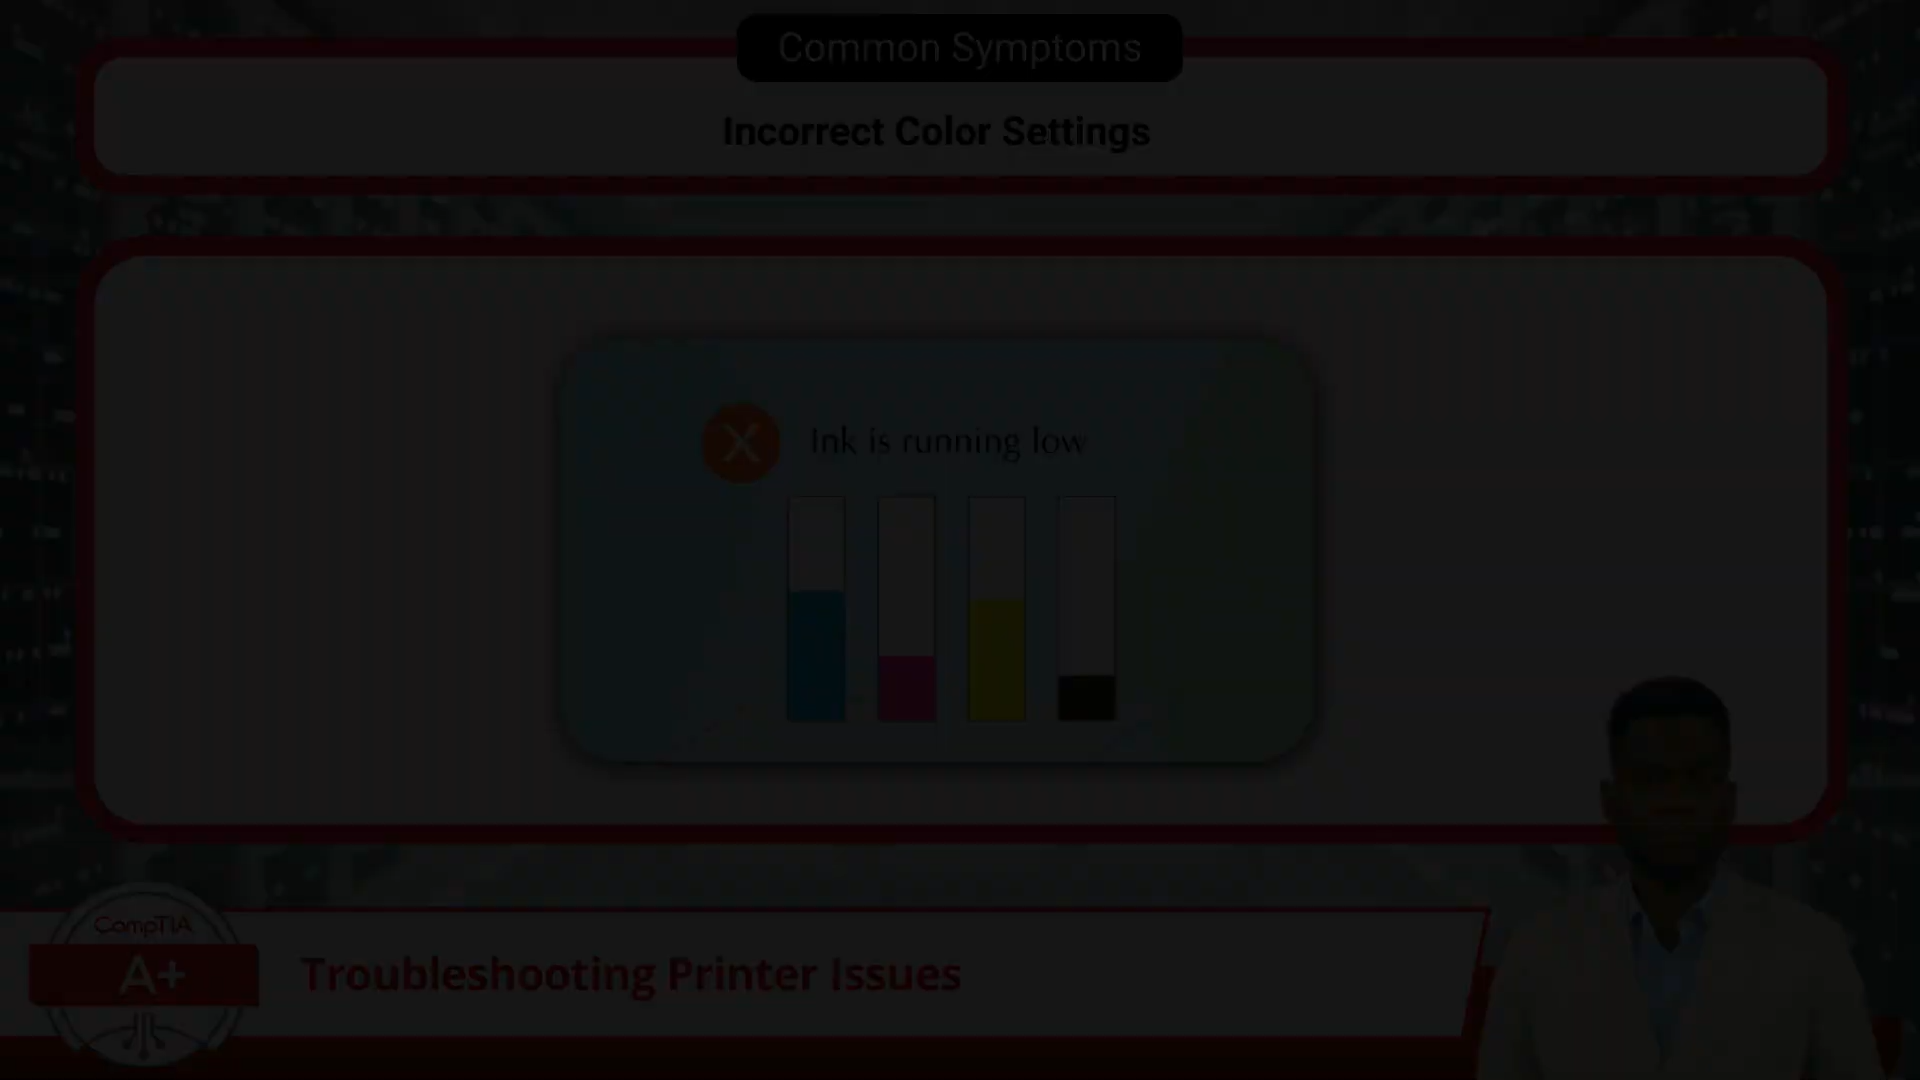 Common Symptoms
Incorrect Color Settings
Ink is running low
CompTIA
A+
Troubleshooting Printer Issues